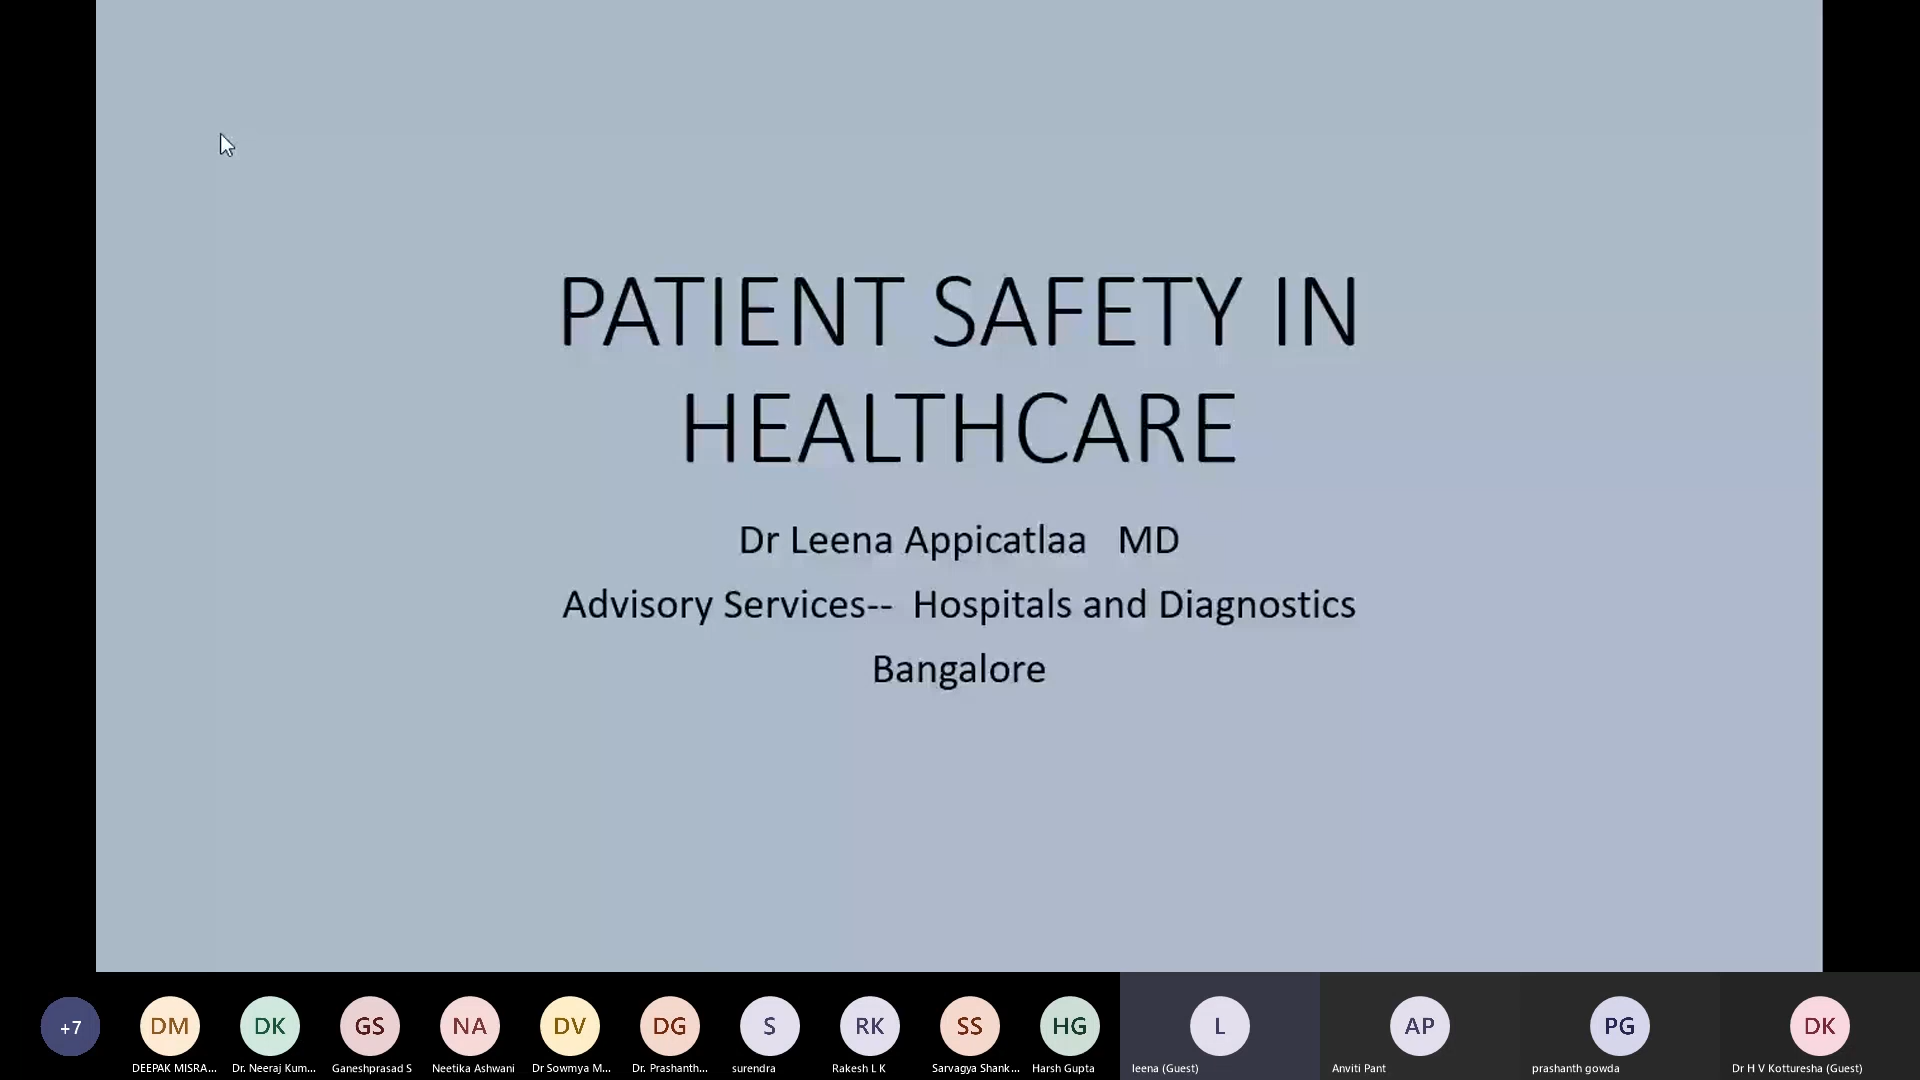 PATIENT SAFETY IN
HEALTHCARE
Dr Leena Appicatlaa MD
Advisory Services-- Hospitals and Diagnostics
Bangalore
+7
DM
DK
GS
NA
DV
DG
S
RK
SS
HG
L
AP
PG
DK
DEEPAK MISRA...
Dr. Neeraj Kum...
Ganeshprasad S
Neetika Ashwani
Dr Sowmya M...
Dr. Prashanth...
surendra
Rakesh L K
Sarvagya Shank...
Harsh Gupta
leena (Guest)
Anviti Pant
prashanth gowda
Dr H V Kotturesha (Guest)